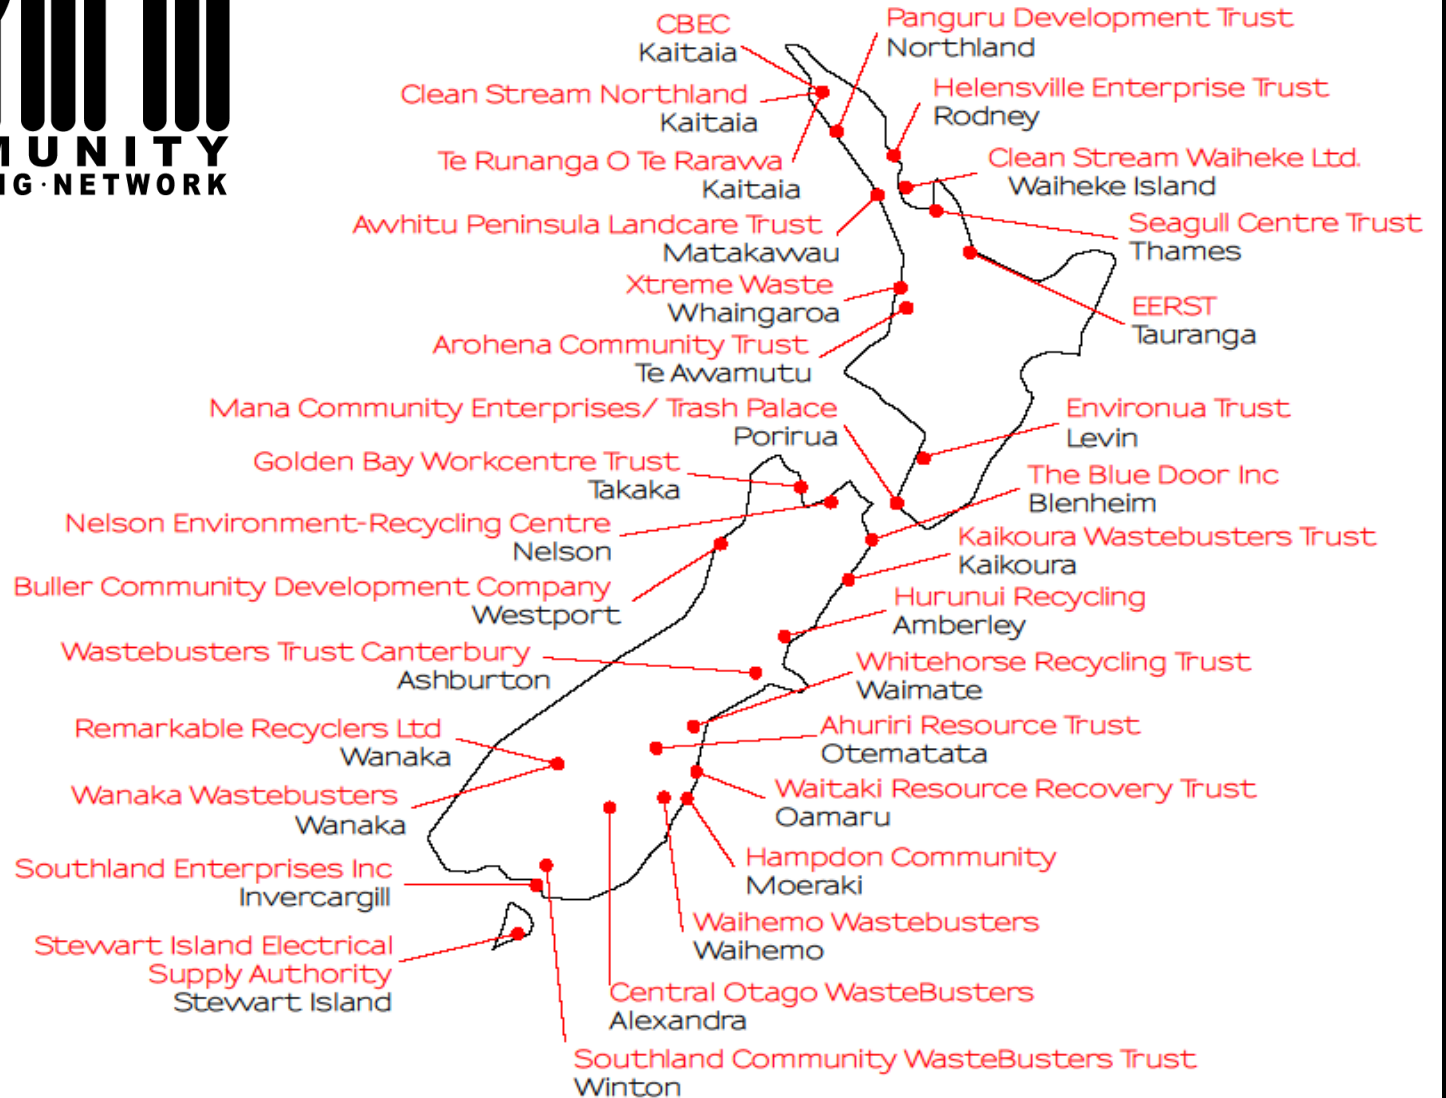 MUNITY
NG·NETWORK
CBEC
Kaitaia
Panguru Development Trust
Northland
Clean Stream Northland
Kaitaia
Helensville Enterprise Trust
Rodney
Te Runanga O Te Rarawa
Kaitaia
Clean Stream Waiheke Ltd.
Waiheke Island
Awhitu Peninsula Landcare Trust
Matakawau
Seagull Centre Trust
Thames
Xtreme Waste
Whaingaroa
EERST
Tauranga
Arohena Community Trust
Te Awamutu
Mana Community Enterprises/ Trash Palace
Porirua
Environua Trust
Levin
Golden Bay Workcentre Trust
Takaka
The Blue Door Inc
Blenheim
Nelson Environment-Recycling Centre
Nelson
Kaikoura Wastebusters Trust
Kaikoura
Buller Community Development Company
Westport
Hurunui Recycling
Amberley
Wastebusters Trust Canterbury
Ashburton
Whitehorse Recycling Trust
Waimate
Remarkable Recyclers Ltd
Wanaka
Ahuriri Resource Trust
Otematata
Wanaka Wastebusters
Wanaka
Waitaki Resource Recovery Trust
Oamaru
Southland Enterprises Inc
Invercargill
Hampdon Community
Moeraki
Stewart Island Electrical
Supply Authority
Stewart Island
Waihemo Wastebusters
Waihemo
Central Otago WasteBusters
Alexandra
Southland Community WasteBusters Trust
Winton